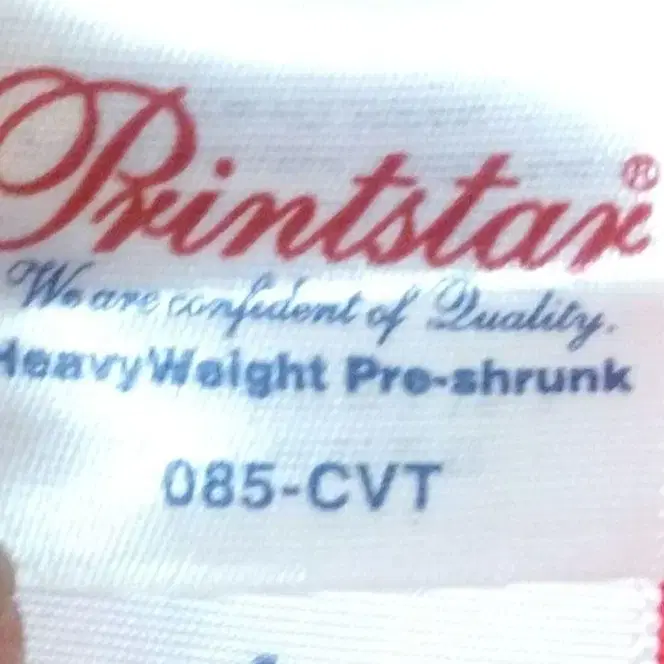 Printstar®
We are confident of Quality.
HeavyWeight Pre-shrunk
085-CVT